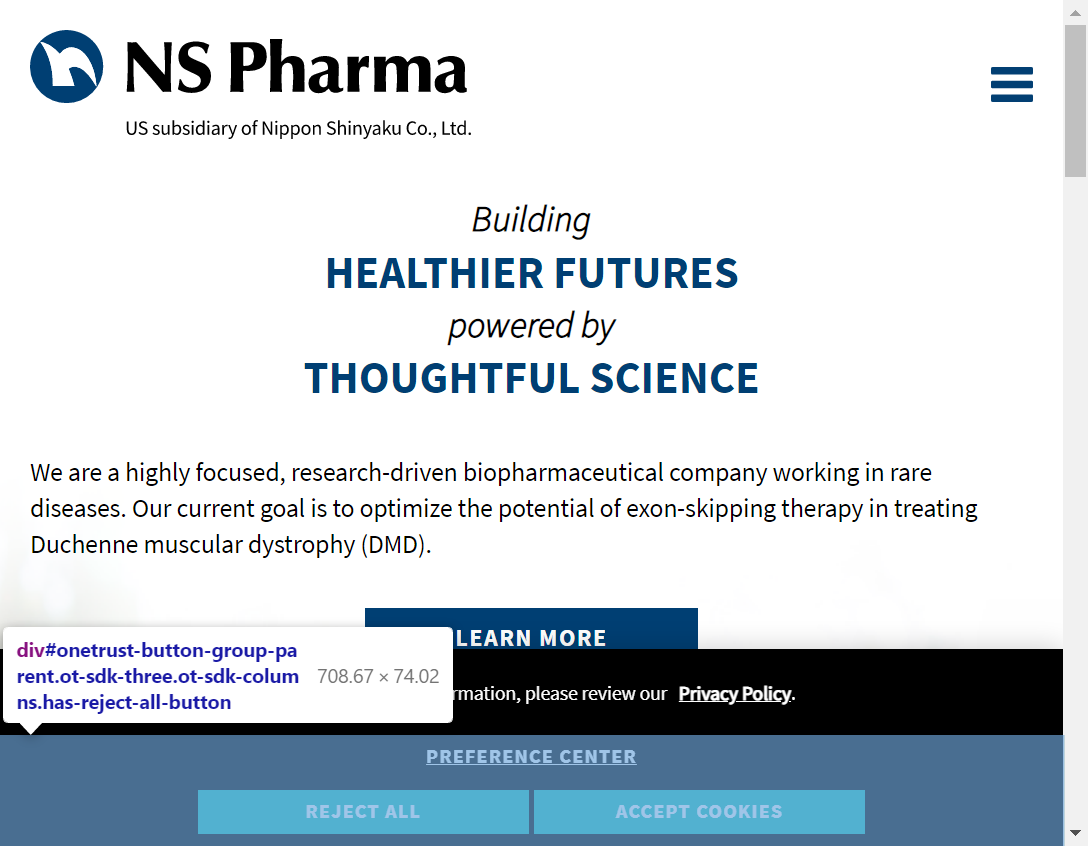 NS Pharma
US subsidiary of Nippon Shinyaku Co., Ltd.
Building
HEALTHIER FUTURES
powered by
THOUGHTFUL SCIENCE
We are a highly focused, research-driven biopharmaceutical company working in rare
diseases. Our current goal is to optimize the potential of exon-skipping therapy in treating
Duchenne muscular dystrophy (DMD).
LEARN MORE
div#onetrust-button-group-pa
rent.ot-sdk-three.ot-sdk-colum
ns.has-reject-all-button
708.67 × 74.02
rmation, please review our Privacy Policy.
PREFERENCE CENTER
REJECT ALL
ACCEPT COOKIES